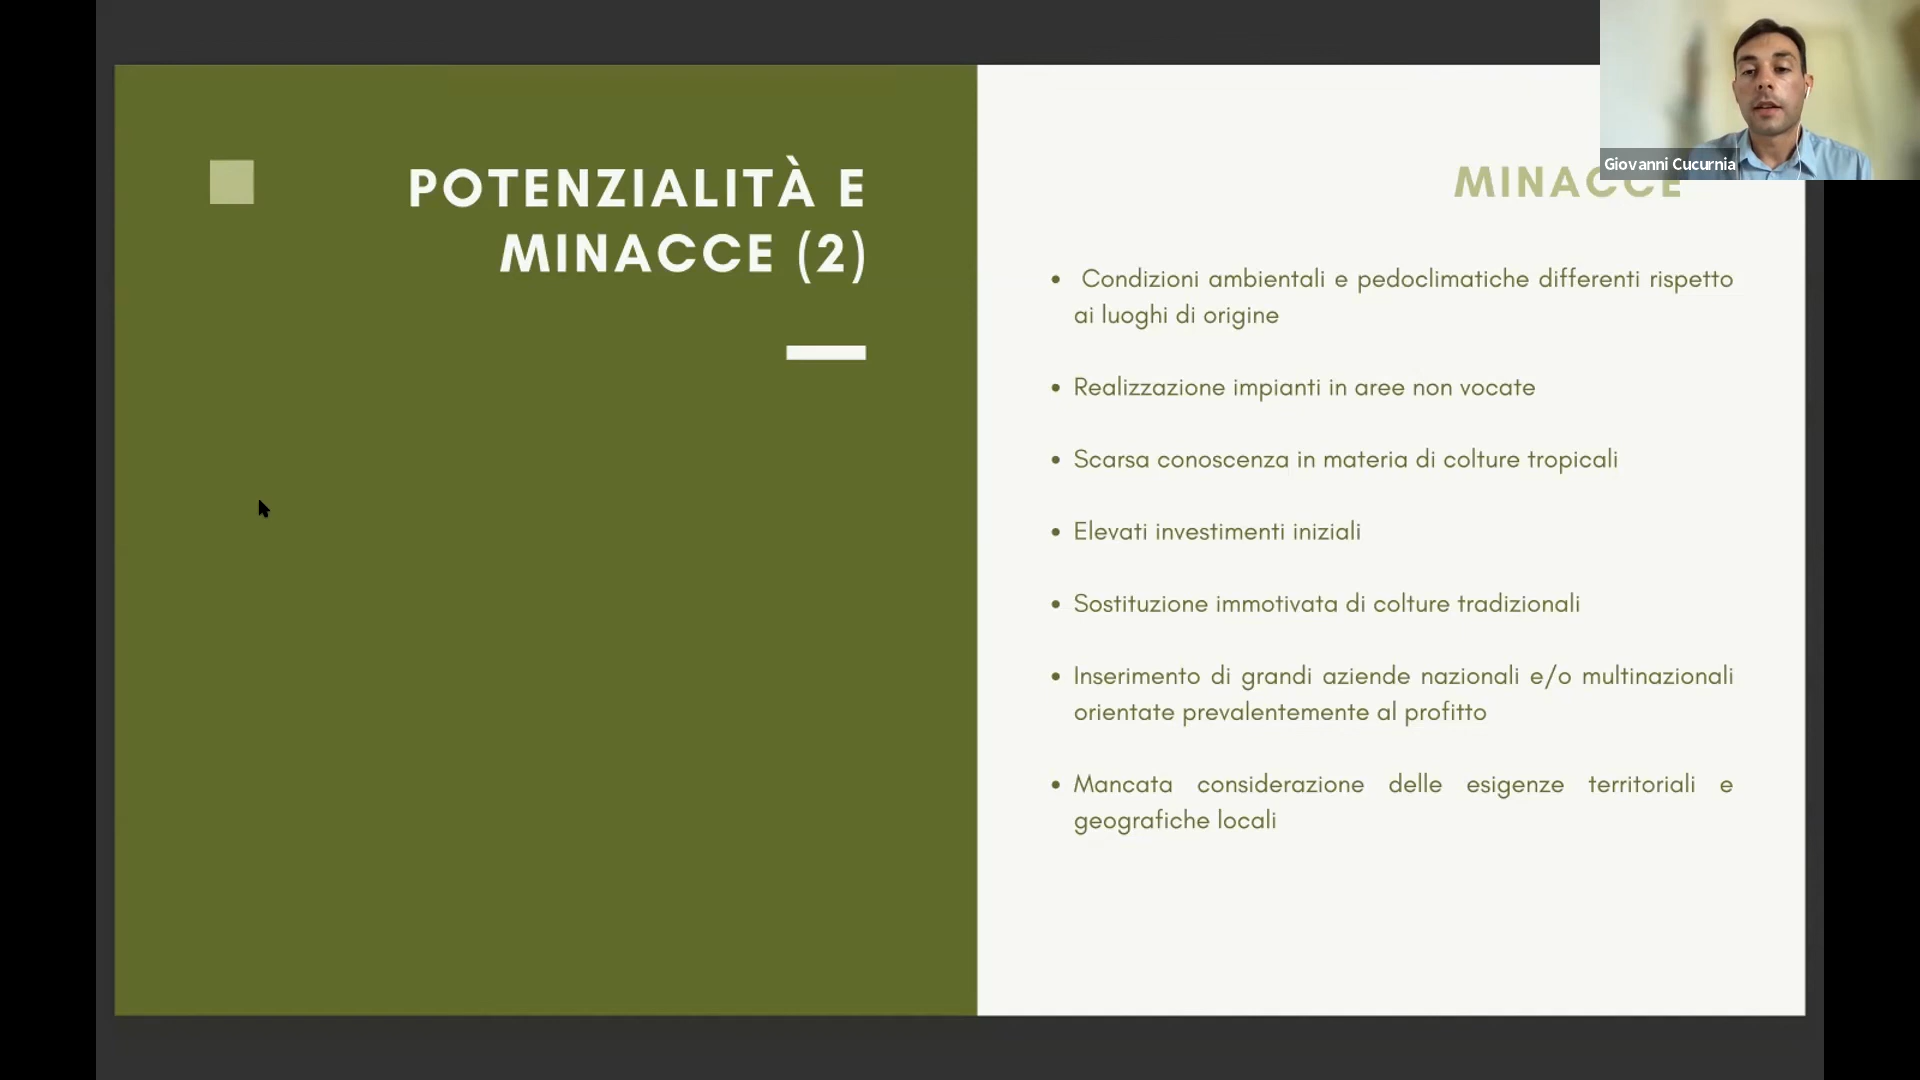 Giovanni Cucurnia
POTENZIALITÀ E
MINACCE (2)
MINACCE
• Condizioni ambientali e pedoclimatiche differenti rispetto
ai luoghi di origine
• Realizzazione impianti in aree non vocate
• Scarsa conoscenza in materia di colture tropicali
• Elevati investimenti iniziali
• Sostituzione immotivata di colture tradizionali
• Inserimento di grandi aziende nazionali e/o multinazionali
orientate prevalentemente al profitto
• Mancata considerazione delle esigenze territoriali e
geografiche locali